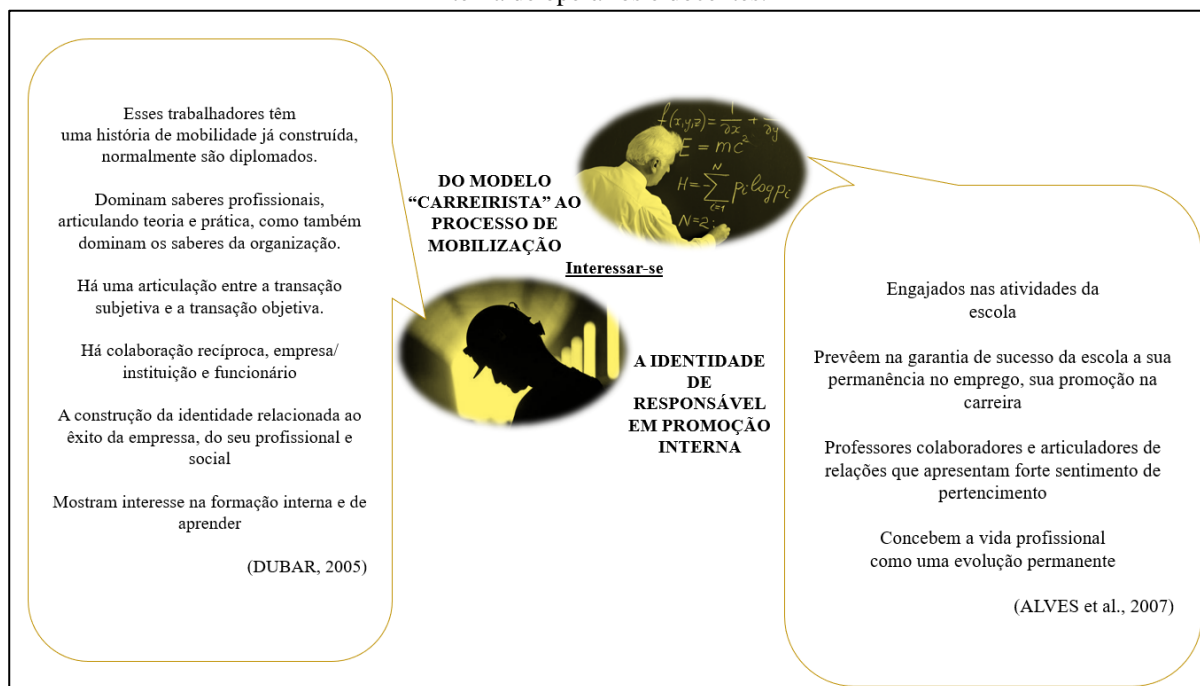 Esses trabalhadores têm
uma história de mobilidade já construída,
normalmente são diplomados.
Dominam saberes profissionais,
articulando teoria e prática, como também
dominam os saberes da organização.
Há uma articulação entre a transação
subjetiva e a transação objetiva.
Há colaboração recíproca, empresa/
instituição e funcionário
A construção da identidade relacionada ao
êxito da empressa, do seu profissional e
social
Mostram interesse na formação interna e de
aprender
(DUBAR, 2005)
DO MODELO
“CARREIRISTA” AO
PROCESSO DE
MOBILIZAÇÃO
f(x,y,z) =
E = mc²
H = -∑ pᵢ log pᵢ
N=2
Interessar-se
A IDENTIDADE
DE
RESPONSÁVEL
EM PROMOÇÃO
INTERNA
Engajados nas atividades da
escola
Prevêem na garantia de sucesso da escola a sua
permanência no emprego, sua promoção na
carreira
Professores colaboradores e articuladores de
relações que apresentam forte sentimento de
pertencimento
Concebem a vida profissional
como uma evolução permanente
(ALVES et al., 2007)